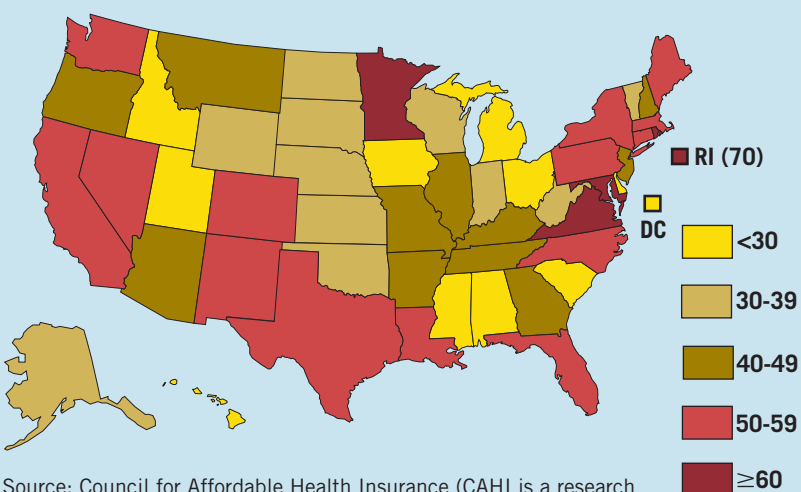 RI (70)
DC
<30
30-39
40-49
50-59
≥60
Source: Council for Affordable Health Insurance (CAHI is a research